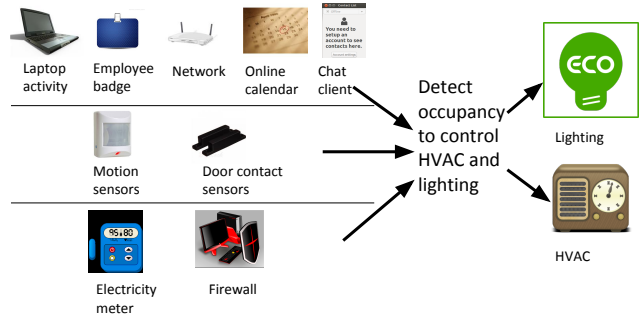 Contact List
You need to
setup an
account to see
contacts here.
Laptop
activity
Employee
badge
Network
Online
calendar
Chat
client
Detect
occupancy
to control
HVAC and
lighting
ECO
Lighting
Motion
sensors
Door contact
sensors
HVAC
95:80
Electricity
meter
Firewall